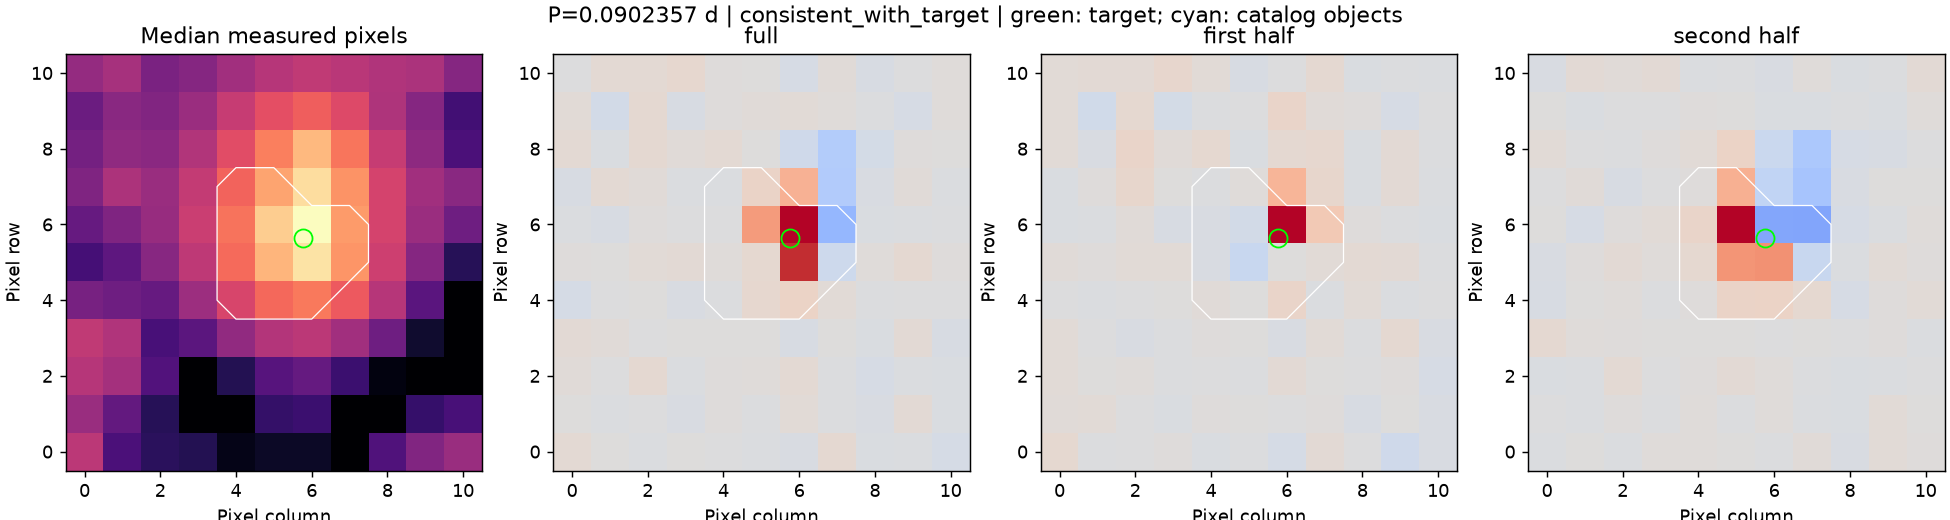 P=0.0902357 d | consistent_with_target | green: target; cyan: catalog objects
Median measured pixels
full
first half
second half
Pixel row
10
8
6
4
2
0
0 2 4 6 8 10
Pixel column
Pixel row
10
8
6
4
2
0
0 2 4 6 8 10
Pixel column
Pixel row
10
8
6
4
2
0
0 2 4 6 8 10
Pixel column
Pixel row
10
8
6
4
2
0
0 2 4 6 8 10
Pixel column